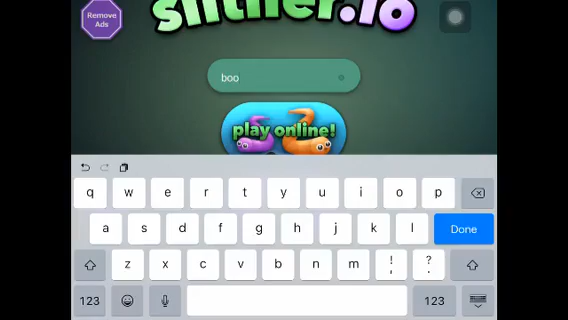 Remove
Ads
slither.io
boo
play online!
q w e r t y u i o p
a s d f g h j k l Done
z x c v b n m ! , ? .
123 123